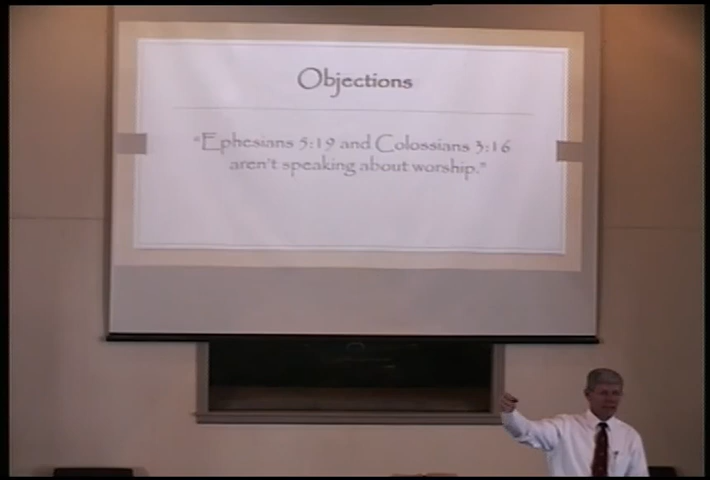 Objections
"Ephesians 5:19 and Colossians 3:16
aren't speaking about worship."